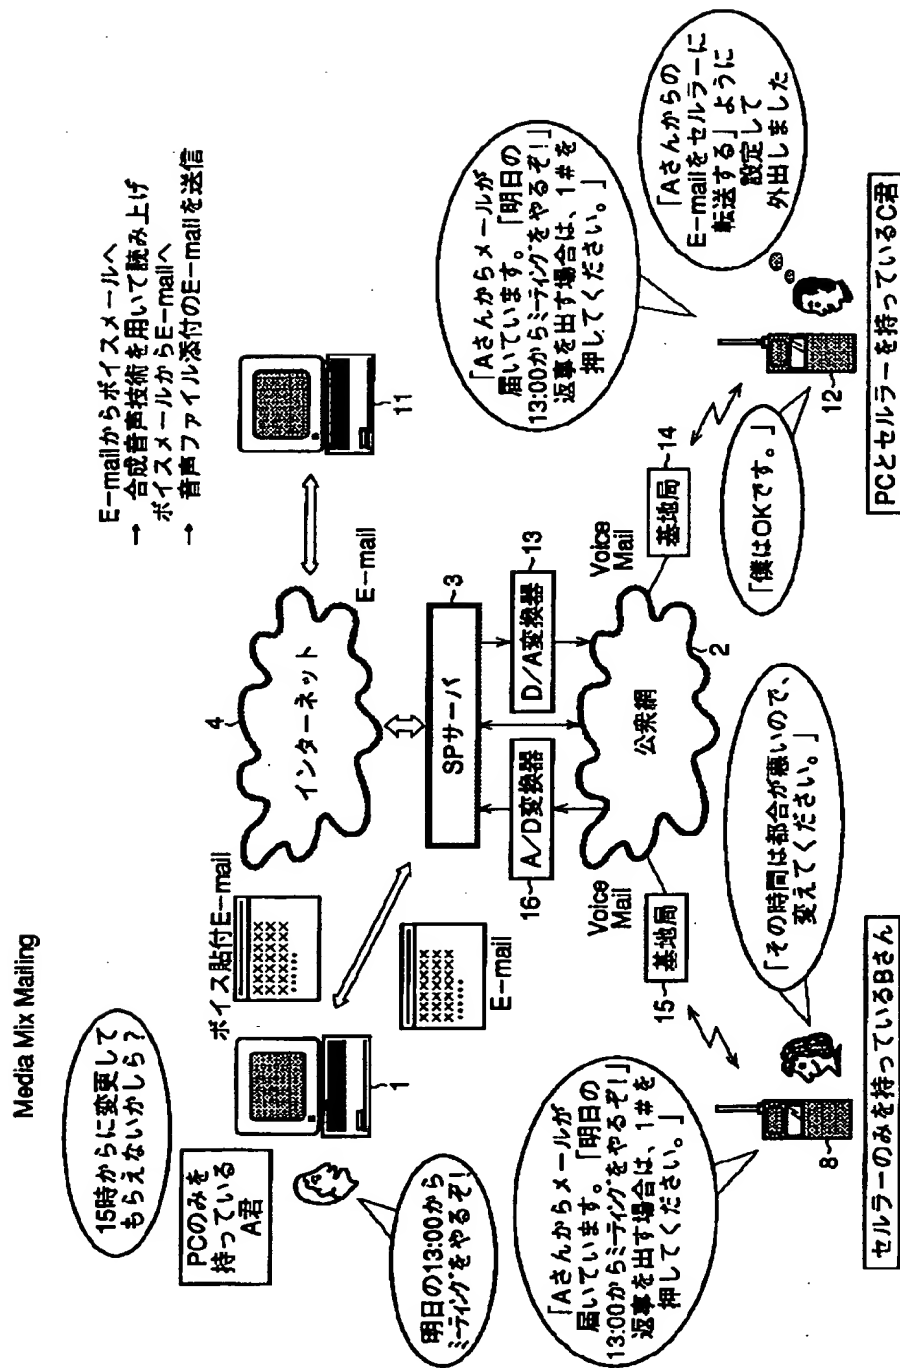 Media Mix Mailing
15時からに変更して
もらえないかしら?
PCのみを
持っている
A君
明日の13:00から
ミーティングをやるぞ!
1
ボイス貼付E-mail
×××××××
×××××××
×××××××
××××××
•••••
×××××××
×××××××
×××××××
××××××
•••••
E-mail
4
インターネット
E-mail
E-mailからボイスメールへ
→ 合成音声技術を用いて読み上げ
ボイスメールからE-mailへ
→ 音声ファイル添付のE-mailを送信
11
SPサーバ
3
16
A/D変換器
D/A変換器
13
公衆網
2
Voice
Mail
15
基地局
Voice
Mail
基地局
14
「Aさんからメールが
届いています。「明日の
13:00からミーティングをやるぞ!」
返事を出す場合は、1#を
押してください。」
8
「その時間は都合が悪いので、
変えてください。」
セルラーのみを持っているBさん
「Aさんからメールが
届いています。「明日の
13:00からミーティングをやるぞ!」
返事を出す場合は、1#を
押してください。」
「僕はOKです。」
12
「Aさんからの
E-mailをセルラーに
転送する」ように
設定して
外出しました
PCとセルラーを持っているC君